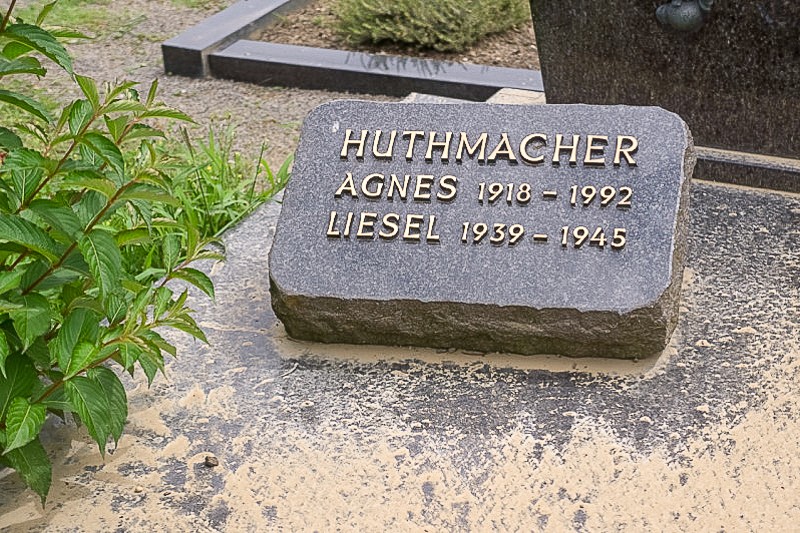 HUTHMACHER
AGNES 1918 – 1992
LIESEL 1939 – 1945